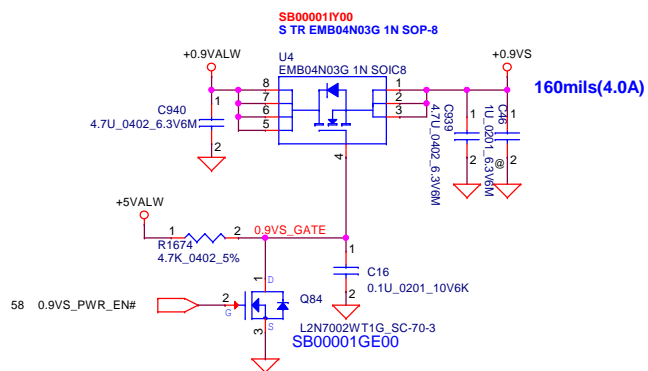 SB00001IY00
S TR EMB04N03G 1N SOP-8
+0.9VALW
U4
EMB04N03G 1N SOIC8
+0.9VS
160mils(4.0A)
8
7
6
5
1
2
3
4
1
C940
4.7U_0402_6.3V6M
2
1
C939
4.7U_0402_6.3V6M
2
1
C46
1U_0201_6.3V6M
@
2
+5VALW
1
2
R1674
4.7K_0402_5%
0.9VS_GATE
1
C16
0.1U_0201_10V6K
2
58 0.9VS_PWR_EN#
1
D
2
G
Q84
3
S
L2N7002WT1G_SC-70-3
SB00001GE00